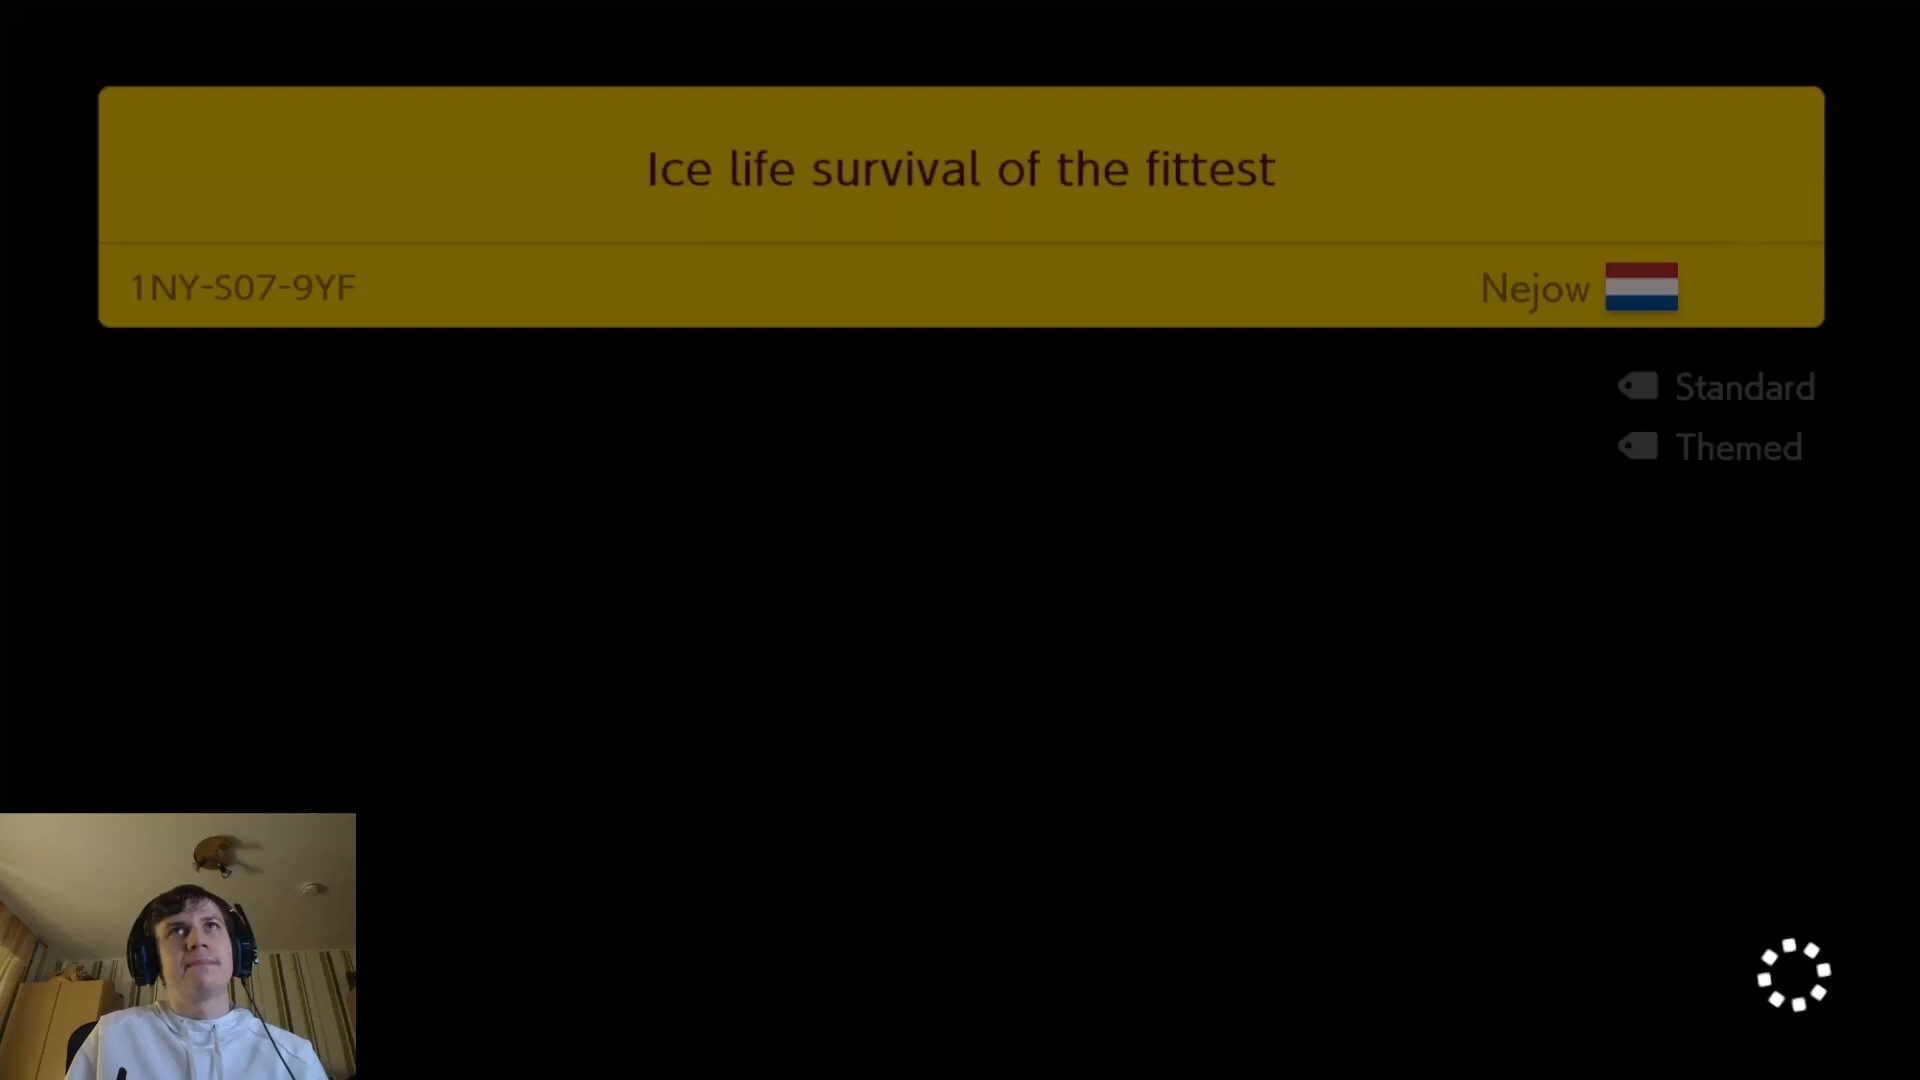 Ice life survival of the fittest
1NY-S07-9YF
Nejow
Standard
Themed